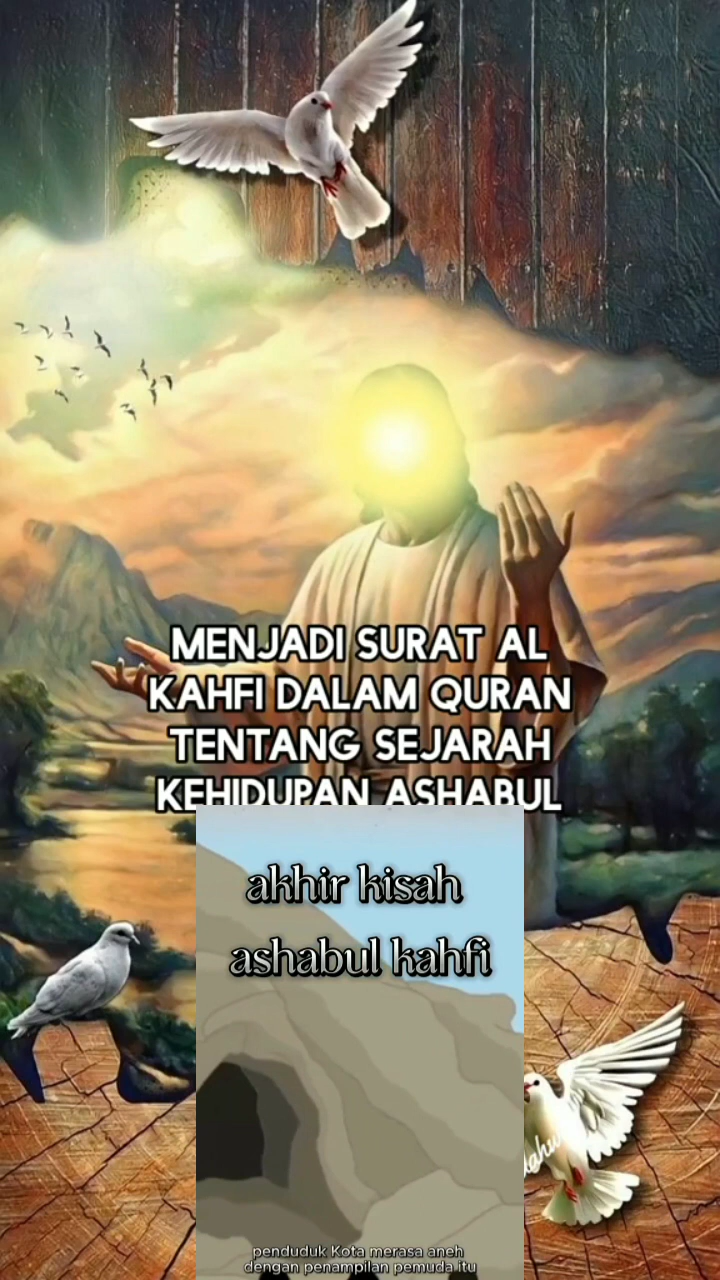 MENJADI SURAT AL
KAHFI DALAM QURAN
TENTANG SEJARAH
KEHIDUPAN ASHABUL
akhir kisah
ashabul kahfi
penduduk Kota merasa aneh
dengan penampilan pemuda itu